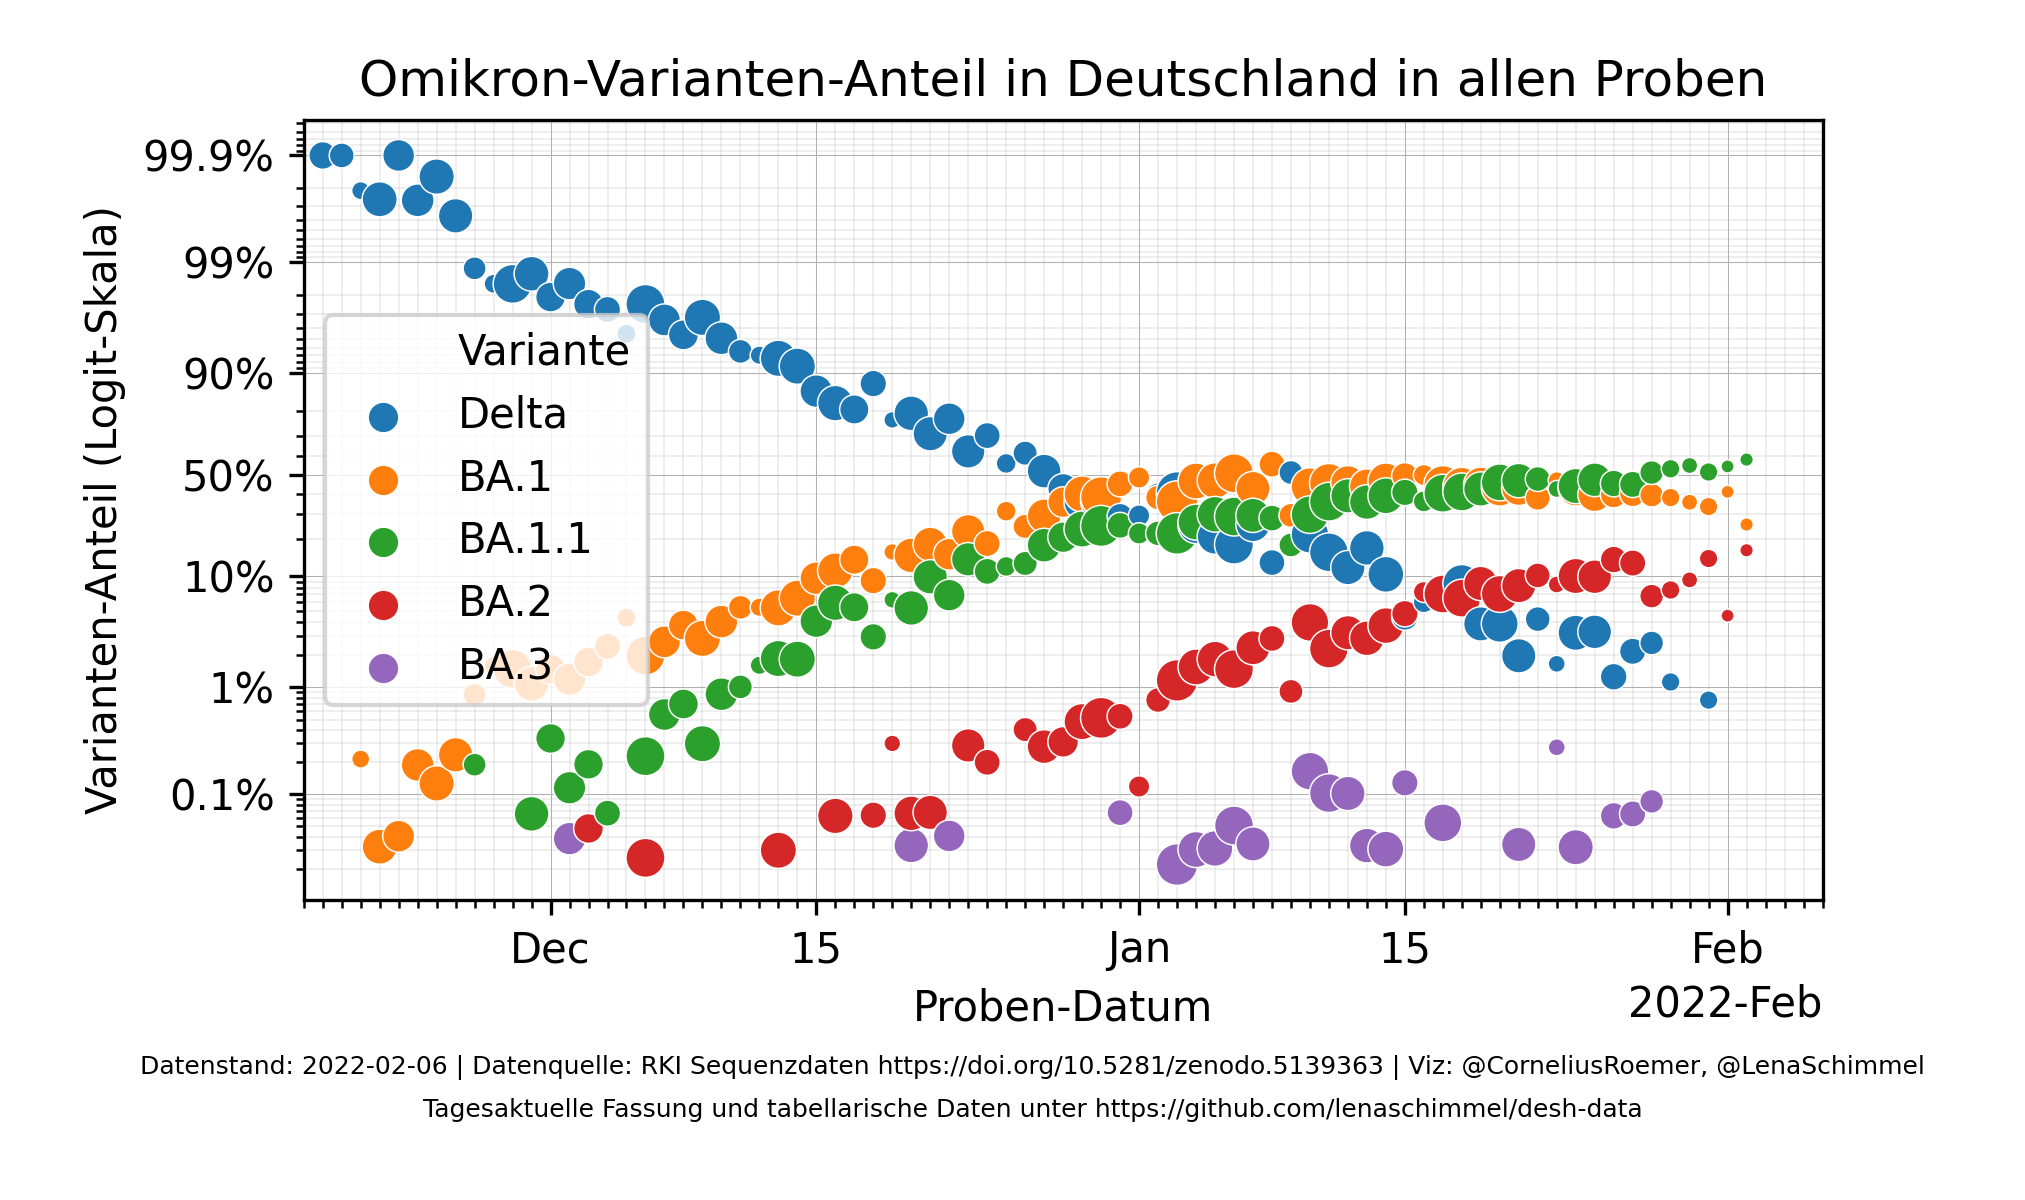 Omikron-Varianten-Anteil in Deutschland in allen Proben
Varianten-Anteil (Logit-Skala)
99.9%
99%
90%
50%
10%
1%
0.1%
Variante
Delta
BA.1
BA.1.1
BA.2
BA.3
Dec
15
Jan
15
Feb
2022-Feb
Proben-Datum
Datenstand: 2022-02-06 | Datenquelle: RKI Sequenzdaten https://doi.org/10.5281/zenodo.5139363 | Viz: @CorneliusRoemer, @LenaSchimmel
Tagesaktuelle Fassung und tabellarische Daten unter https://github.com/lenaschimmel/desh-data